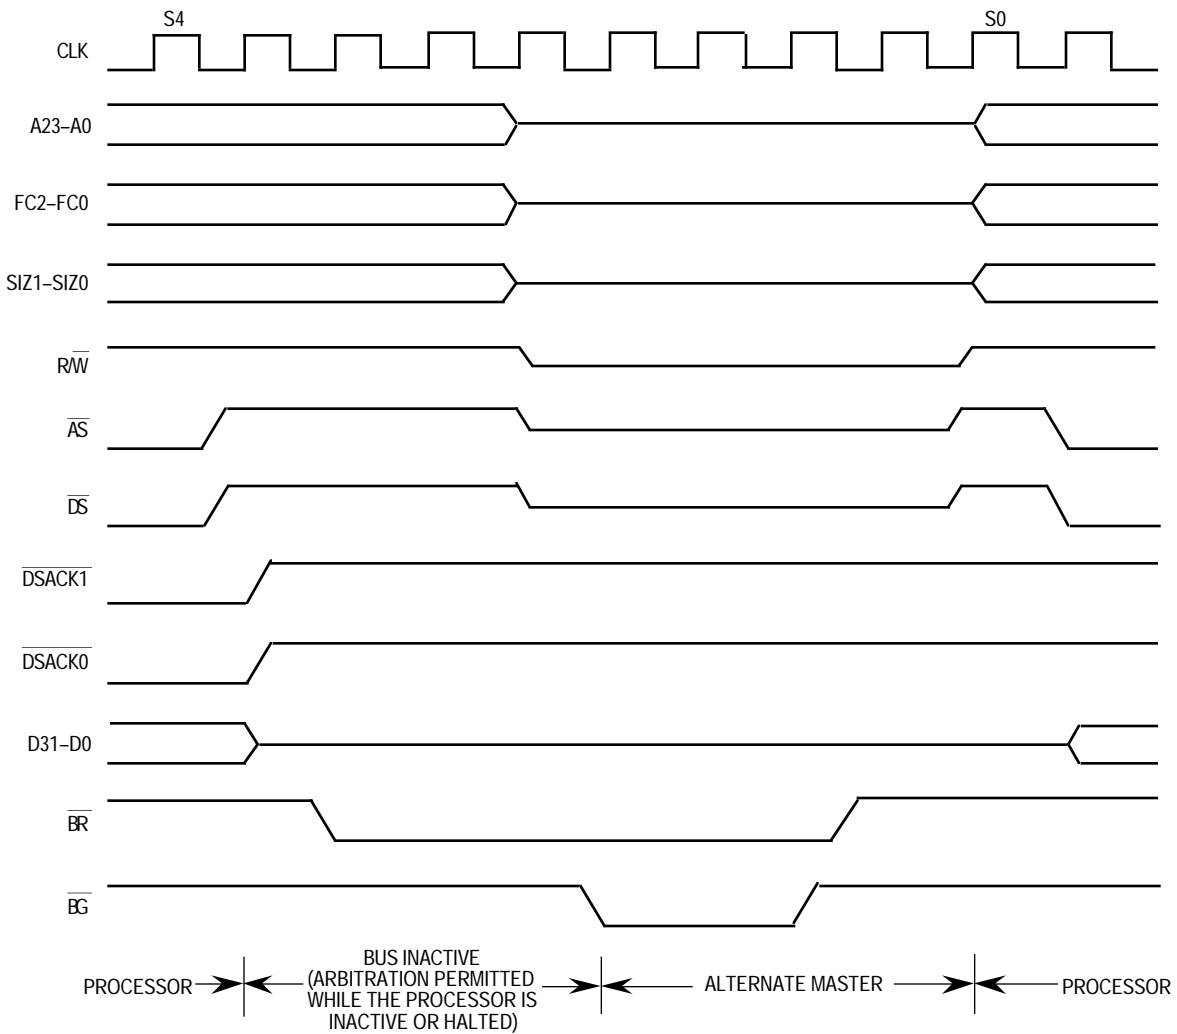 S4 S0
CLK
A23–A0
FC2–FC0
SIZ1–SIZ0
R/W
AS
DS
DSACK1
DSACK0
D31–D0
BR
BG
PROCESSOR
BUS INACTIVE
(ARBITRATION PERMITTED
WHILE THE PROCESSOR IS
INACTIVE OR HALTED)
ALTERNATE MASTER
PROCESSOR